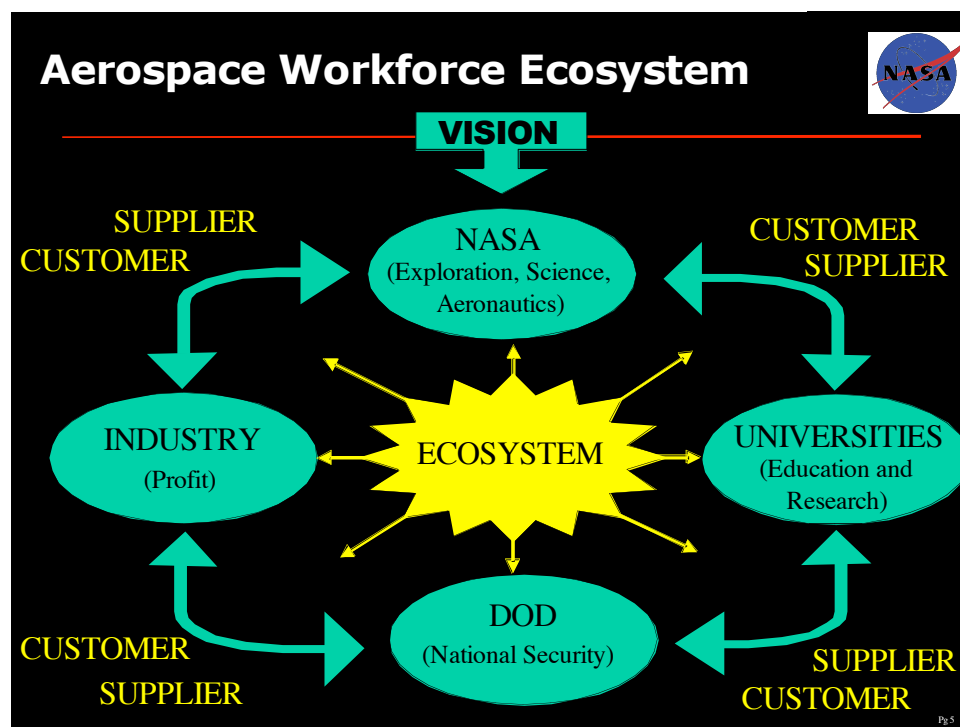 Aerospace Workforce Ecosystem
NASA
VISION
SUPPLIER
CUSTOMER
NASA
(Exploration, Science,
Aeronautics)
CUSTOMER
SUPPLIER
INDUSTRY
(Profit)
ECOSYSTEM
UNIVERSITIES
(Education and
Research)
DOD
(National Security)
CUSTOMER
SUPPLIER
SUPPLIER
CUSTOMER
Pg 5